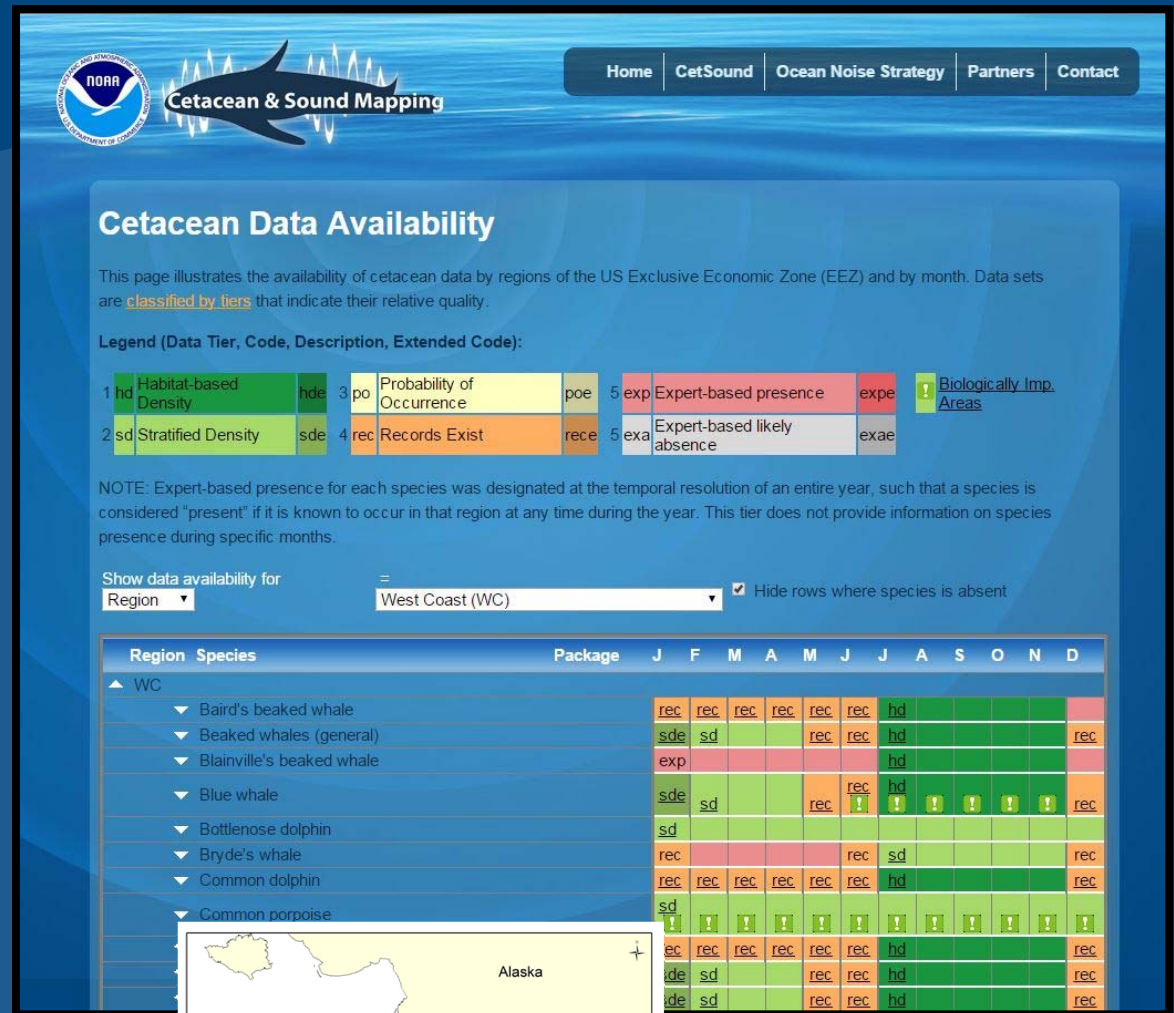 NOAA
NATIONAL OCEANIC AND ATMOSPHERIC ADMINISTRATION
U.S. DEPARTMENT OF COMMERCE
Cetacean & Sound Mapping
Home CetSound Ocean Noise Strategy Partners Contact
Cetacean Data Availability
This page illustrates the availability of cetacean data by regions of the US Exclusive Economic Zone (EEZ) and by month. Data sets
are classified by tiers that indicate their relative quality.
Legend (Data Tier, Code, Description, Extended Code):
1 hd Habitat-based Density hde 3 po Probability of Occurrence poe 5 exp Expert-based presence expe ! Biologically Imp. Areas
2 sd Stratified Density sde 4 rec Records Exist rece 5 exa Expert-based likely absence exae
NOTE: Expert-based presence for each species was designated at the temporal resolution of an entire year, such that a species is
considered "present" if it is known to occur in that region at any time during the year. This tier does not provide information on species
presence during specific months.
Show data availability for =
Region West Coast (WC) Hide rows where species is absent
Region Species Package J F M A M J J A S O N D
WC
Baird's beaked whale rec rec rec rec rec rec hd
Beaked whales (general) sde sd rec rec hd rec
Blainville's beaked whale exp hd
Blue whale sde sd rec rec ! hd ! ! ! ! ! rec
Bottlenose dolphin sd
Bryde's whale rec rec sd rec
Common dolphin rec rec rec rec rec rec hd rec
Common porpoise sd ! ! ! ! ! ! ! ! ! ! ! !
ec rec rec rec rec rec hd rec
Alaska
de sd rec rec hd rec
de sd rec rec hd rec